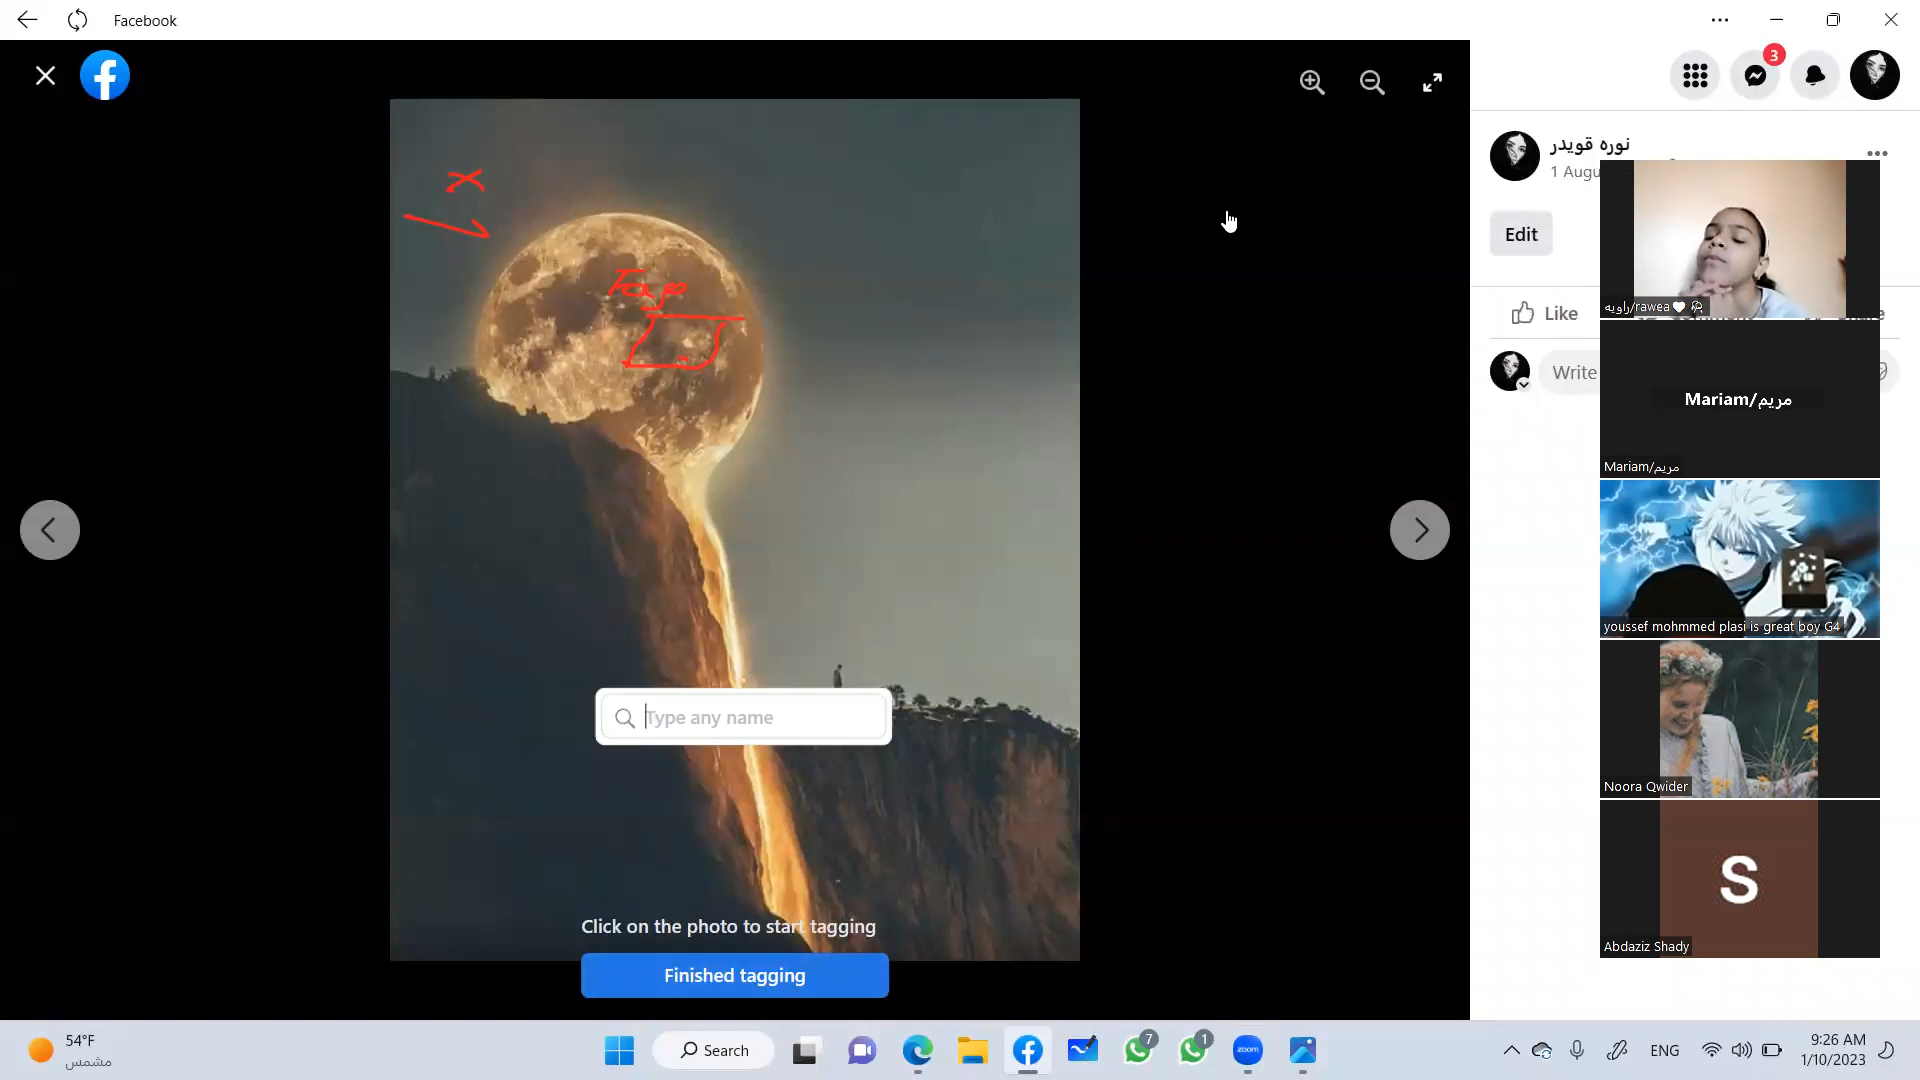 Facebook
3
نوره قويدر
1 Augu
Edit
Like
Write
راويه/rawea
Mariam/مريم
Mariam/مريم
youssef mohmmed plasi is great boy G4
Noora Qwider
S
Abdaziz Shady
x
Type any name
Click on the photo to start tagging
Finished tagging
54°F
مشمس
Search
7
1
zoom
ENG
9:26 AM
1/10/2023